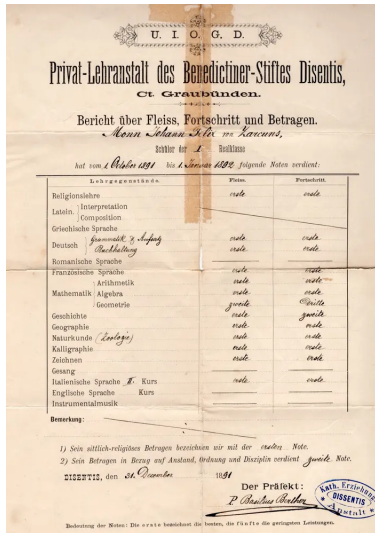 U. I. O. G. D.
Privat-Lehranstalt des Benedictiner-Stiftes Disentis,
Ct. Graubünden.
Bericht über Fleiss, Fortschritt und Betragen.
Monn Johann Peter von Zarcuns,
Schüler der 1 Realklasse
hat vom 1 October 1891 bis 1. Januar 1892 folgende Noten verdient:
Lehrgegenstände. Fleiss. Fortschritt.
Religionslehre erste erste
Latein. Interpretation
Composition
Griechische Sprache
Deutsch Grammatik & Aufsatz erste erste
Buchhaltung erste erste
Romanische Sprache
Französische Sprache erste erste
Mathematik Arithmetik erste erste
Algebra erste erste
Geometrie zweite Dritte
Geschichte erste zweite
Geographie erste erste
Naturkunde (Zoologie) erste erste
Kalligraphie erste erste
Zeichnen erste erste
Gesang
Italienische Sprache II. Kurs erste erste
Englische Sprache Kurs
Instrumentalmusik
Bemerkung:
1) Sein sittlich-religiöses Betragen bezeichnen wir mit der ersten Note.
2) Sein Betragen in Bezug auf Anstand, Ordnung und Disziplin verdient zweite Note.
DISENTIS, den 31. December 1891
Der Präfekt:
P. Basilius Berther
Kath. Erziehungs
DISENTIS
Anstalt
Bedeutung der Noten: Die erste bezeichnet die besten, die fünfte die geringsten Leistungen.